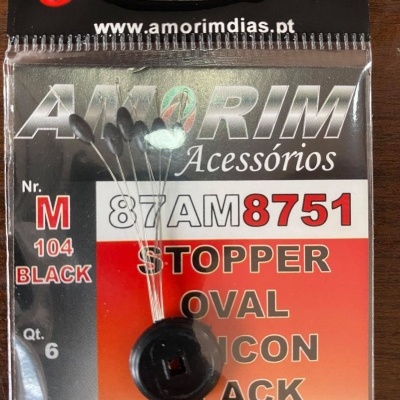 www.amorimdias.pt
AMORIM
Acessórios
Nr.
M
104
BLACK
87AM8751
STOPPER
OVAL
Qt.
6